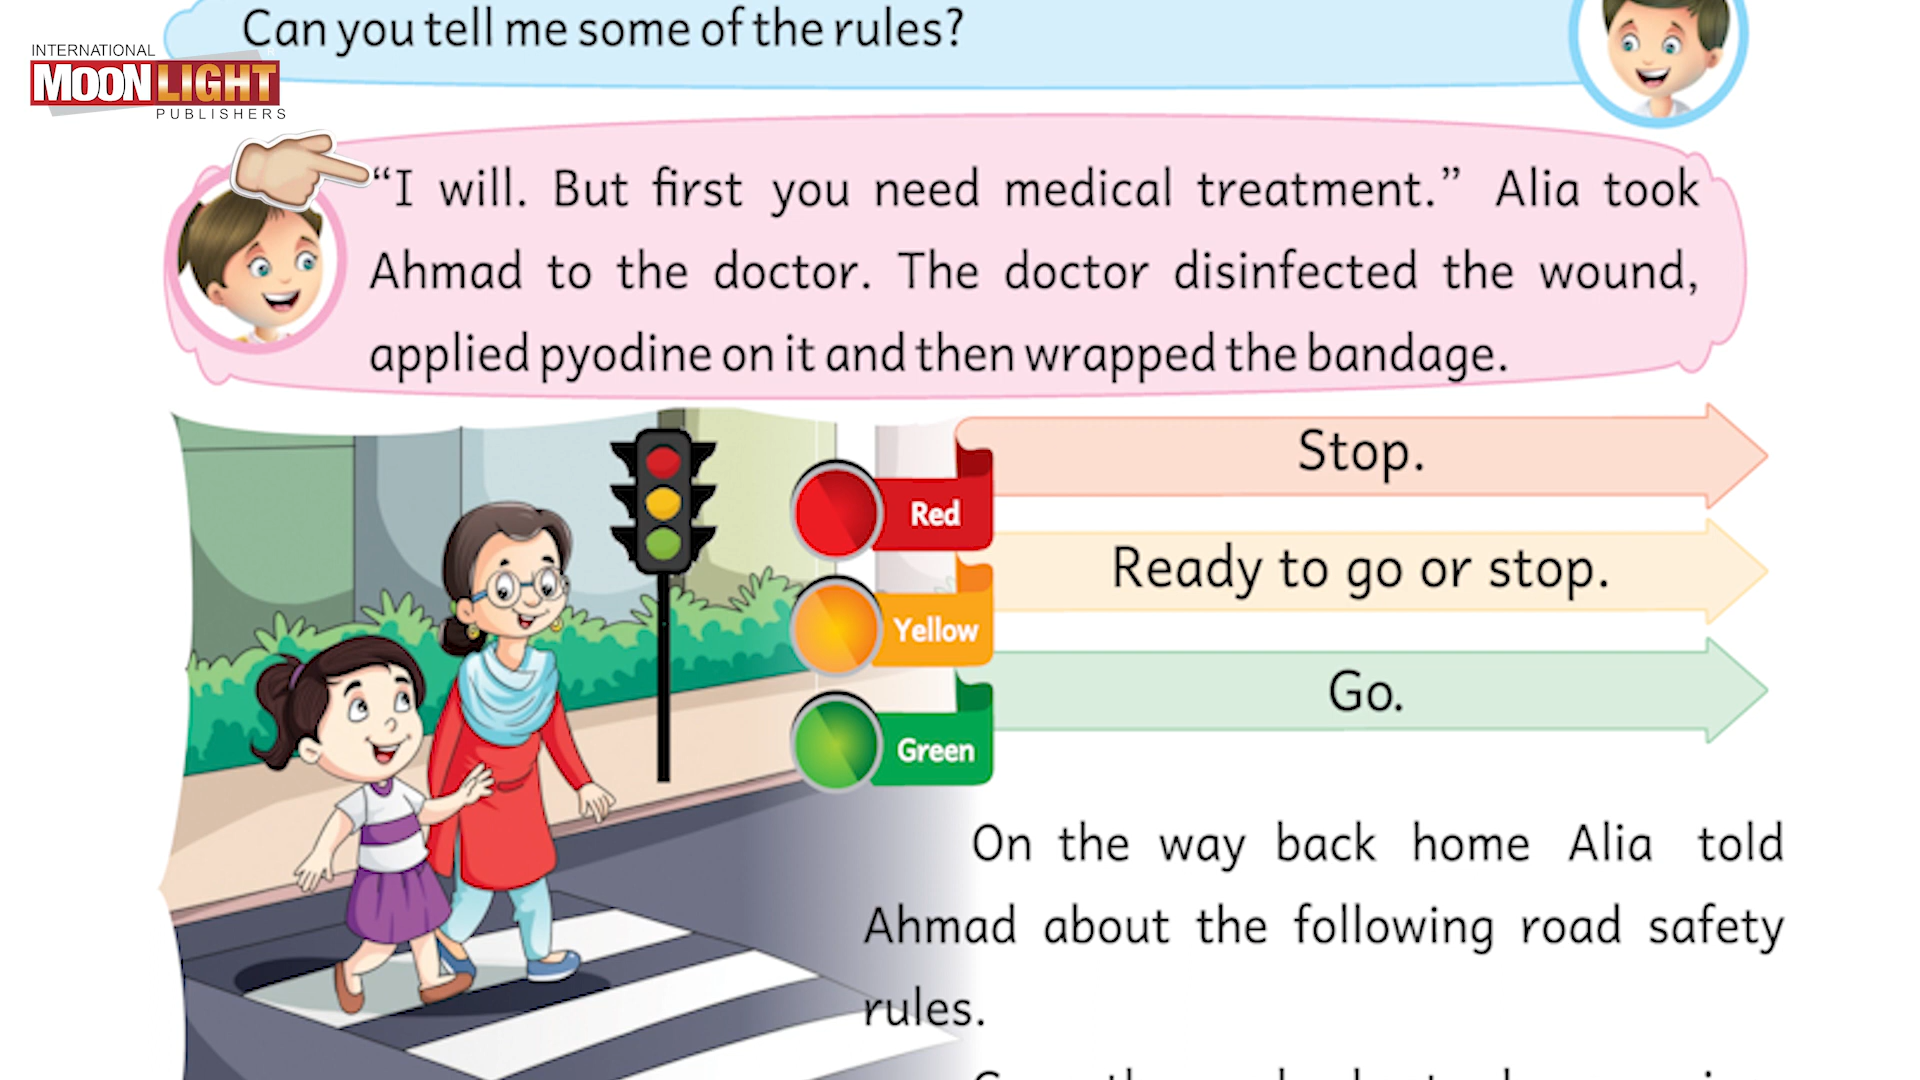 Can you tell me some of the rules?
INTERNATIONAL
MOONLIGHT
PUBLISHERS
“I will. But first you need medical treatment.” Alia took
Ahmad to the doctor. The doctor disinfected the wound,
applied pyodine on it and then wrapped the bandage.
Red
Stop.
Yellow
Ready to go or stop.
Green
Go.
On the way back home Alia told
Ahmad about the following road safety
rules.